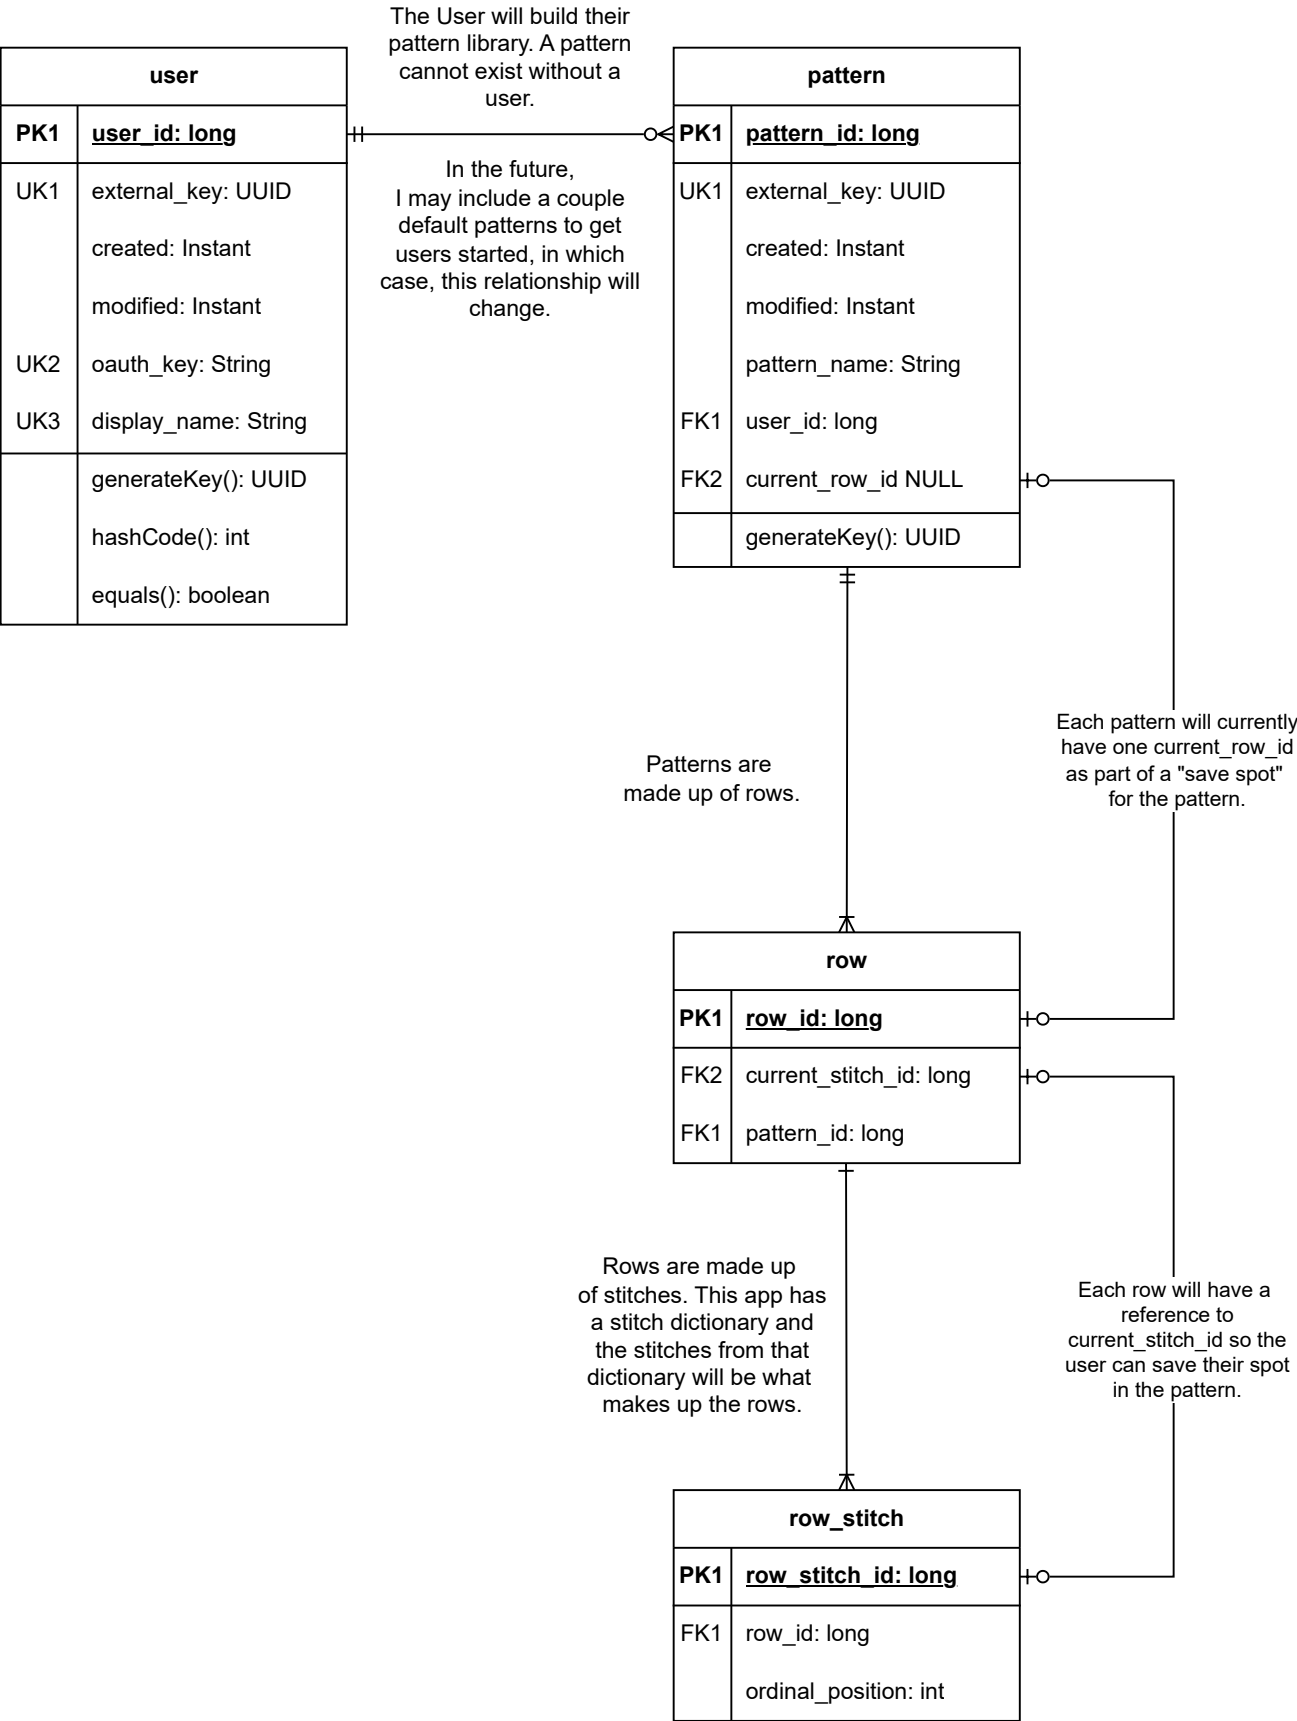 The User will build their
pattern library. A pattern
cannot exist without a
user.
user
PK1 user_id: long
UK1 external_key: UUID
created: Instant
modified: Instant
UK2 oauth_key: String
UK3 display_name: String
generateKey(): UUID
hashCode(): int
equals(): boolean
In the future,
I may include a couple
default patterns to get
users started, in which
case, this relationship will
change.
pattern
PK1 pattern_id: long
UK1 external_key: UUID
created: Instant
modified: Instant
pattern_name: String
FK1 user_id: long
FK2 current_row_id NULL
generateKey(): UUID
Patterns are
made up of rows.
Each pattern will currently
have one current_row_id
as part of a "save spot"
for the pattern.
row
PK1 row_id: long
FK2 current_stitch_id: long
FK1 pattern_id: long
Rows are made up
of stitches. This app has
a stitch dictionary and
the stitches from that
dictionary will be what
makes up the rows.
Each row will have a
reference to
current_stitch_id so the
user can save their spot
in the pattern.
row_stitch
PK1 row_stitch_id: long
FK1 row_id: long
ordinal_position: int